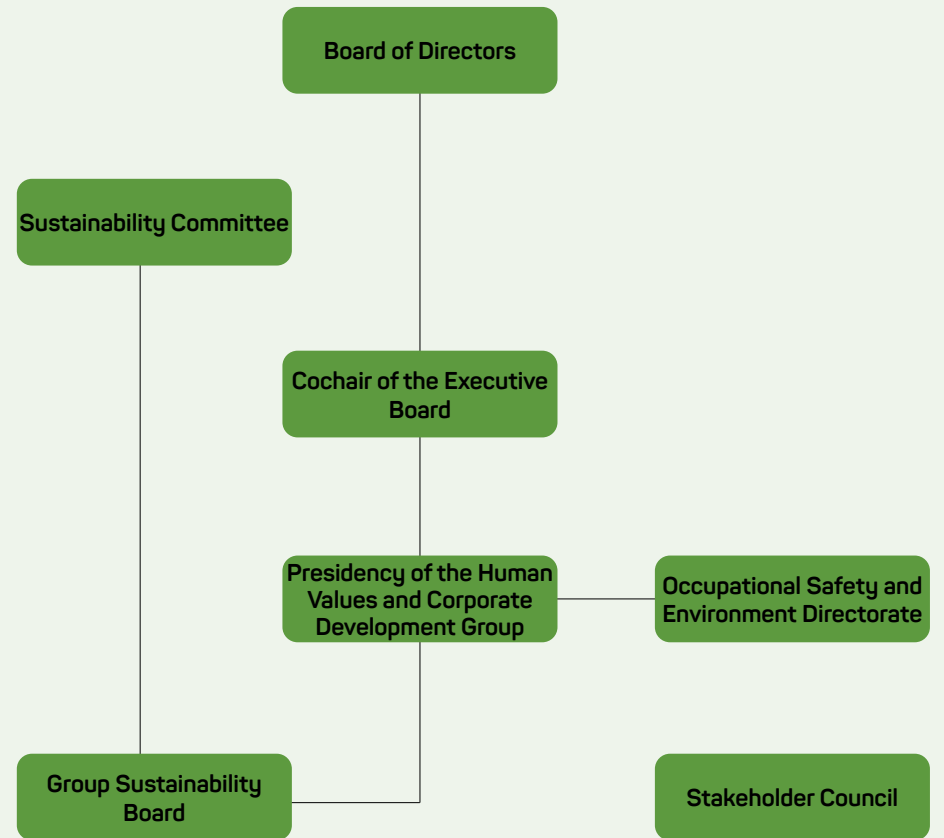 Board of Directors
Sustainability Committee
Cochair of the Executive
Board
Presidency of the Human
Values and Corporate
Development Group
Occupational Safety and
Environment Directorate
Group Sustainability
Board
Stakeholder Council